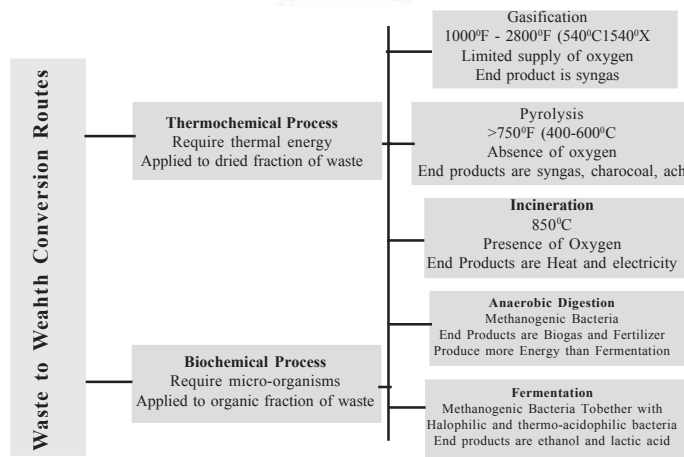 Waste to Weahth Conversion Routes
Thermochemical Process
Require thermal energy
Applied to dried fraction of waste
Biochemical Process
Require micro-organisms
Applied to organic fraction of waste
Gasification
1000⁰F - 2800⁰F (540⁰C1540⁰X
Limited supply of oxygen
End product is syngas
Pyrolysis
>750⁰F (400-600⁰C
Absence of oxygen
End products are syngas, charocoal, ach
Incineration
850⁰C
Presence of Oxygen
End Products are Heat and electricity
Anaerobic Digestion
Methanogenic Bacteria
End Products are Biogas and Fertilizer
Produce more Energy than Fermentation
Fermentation
Methanogenic Bacteria Tobether with
Halophilic and thermo-acidophilic bacteria
End products are ethanol and lactic acid